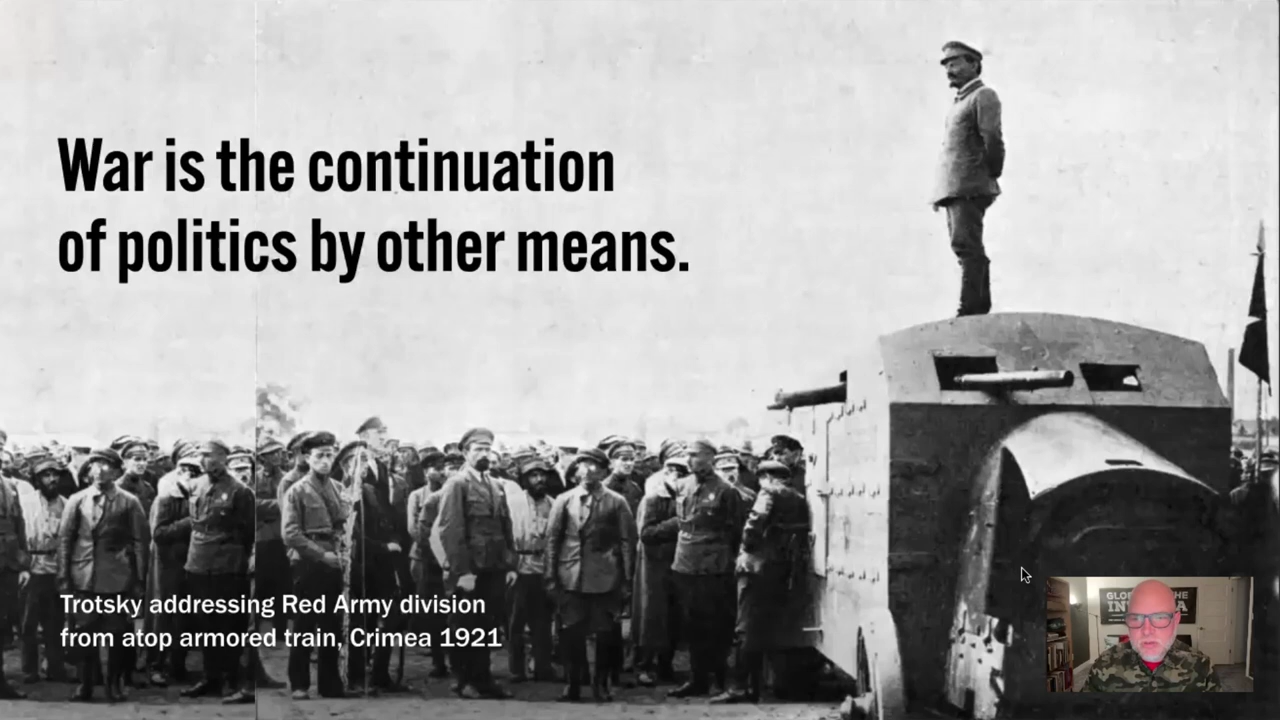 War is the continuation
of politics by other means.
Trotsky addressing Red Army division
from atop armored train, Crimea 1921